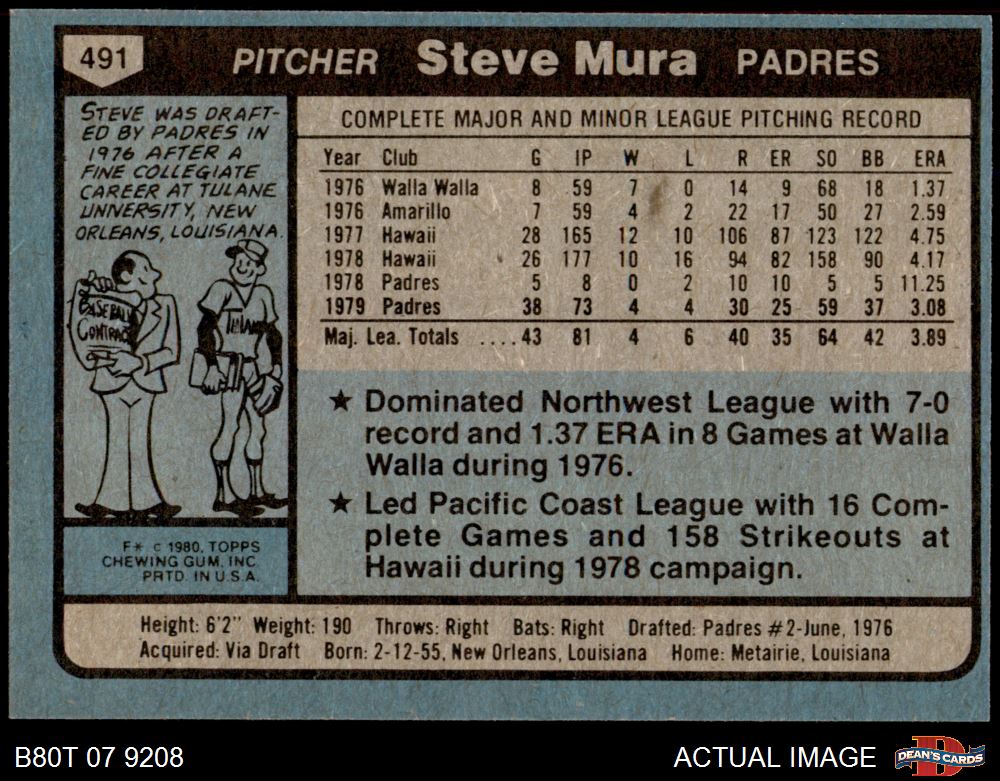 491 PITCHER Steve Mura PADRES
STEVE WAS DRAFT-
ED BY PADRES IN
1976 AFTER A
FINE COLLEGIATE
CAREER AT TULANE
UNIVERSITY, NEW
ORLEANS, LOUISIANA.
BASEBALL
CONTRACT
TULANE
F* © 1980, TOPPS
CHEWING GUM, INC.
PRTD. IN U.S.A.
COMPLETE MAJOR AND MINOR LEAGUE PITCHING RECORD
Year Club G IP W L R ER SO BB ERA
1976 Walla Walla 8 59 7 0 14 9 68 18 1.37
1976 Amarillo 7 59 4 2 22 17 50 27 2.59
1977 Hawaii 28 165 12 10 106 87 123 122 4.75
1978 Hawaii 26 177 10 16 94 82 158 90 4.17
1978 Padres 5 8 0 2 10 10 5 5 11.25
1979 Padres 38 73 4 4 30 25 59 37 3.08
Maj. Lea. Totals .... 43 81 4 6 40 35 64 42 3.89
★ Dominated Northwest League with 7-0
record and 1.37 ERA in 8 Games at Walla
Walla during 1976.
★ Led Pacific Coast League with 16 Com-
plete Games and 158 Strikeouts at
Hawaii during 1978 campaign.
Height: 6'2" Weight: 190 Throws: Right Bats: Right Drafted: Padres #2-June, 1976
Acquired: Via Draft Born: 2-12-55, New Orleans, Louisiana Home: Metairie, Louisiana
B80T 07 9208 ACTUAL IMAGE D DEAN'S CARDS